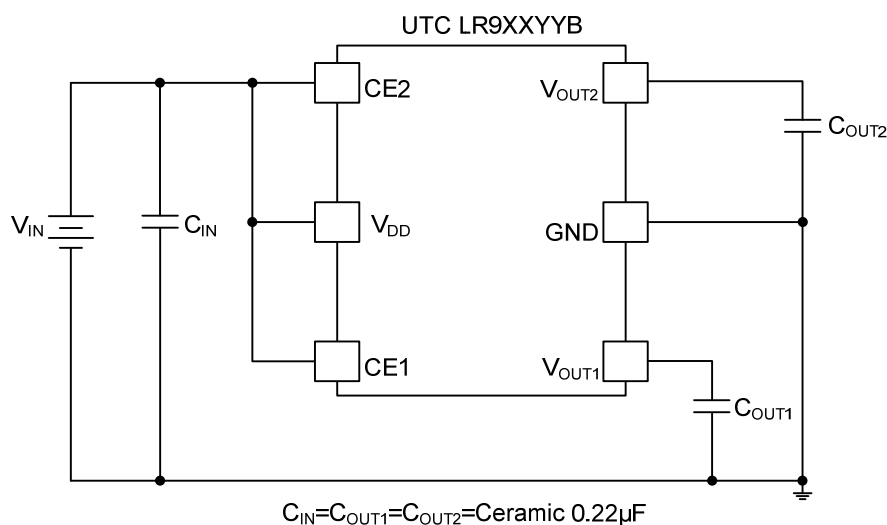 UTC LR9XXYYB
CE2
VOUT2
COUT2
VIN
CIN
VDD
GND
CE1
VOUT1
COUT1
CIN=COUT1=COUT2=Ceramic 0.22µF